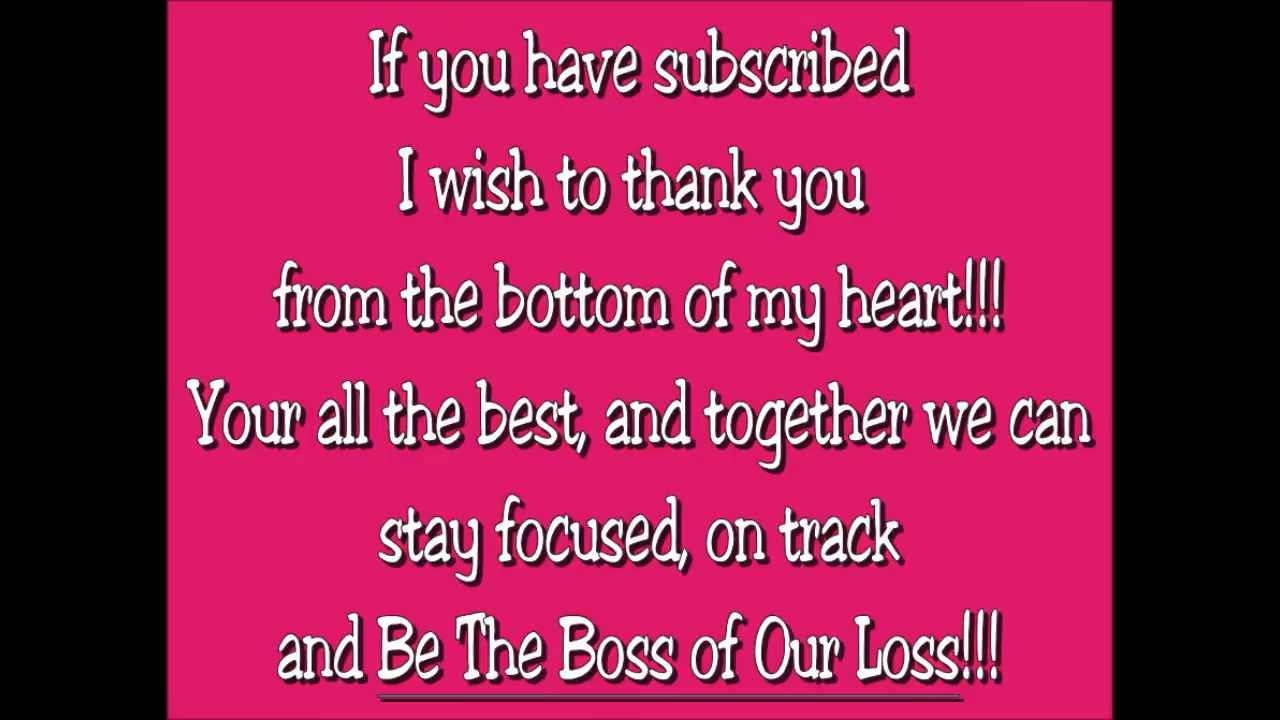 If you have subscribed
I wish to thank you
from the bottom of my heart!!!
Your all the best, and together we can
stay focused, on track
and Be The Boss of Our Loss!!!